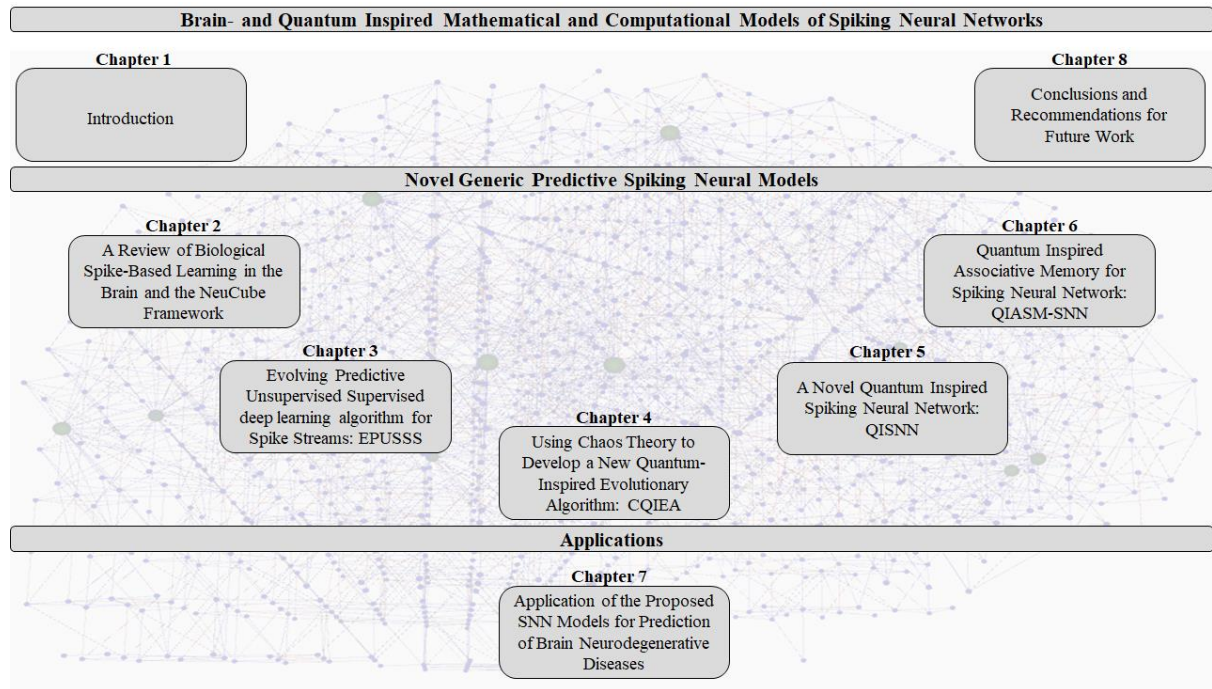 Brain- and Quantum Inspired Mathematical and Computational Models of Spiking Neural Networks
Chapter 1
Introduction
Chapter 8
Conclusions and
Recommendations for
Future Work
Novel Generic Predictive Spiking Neural Models
Chapter 2
A Review of Biological
Spike-Based Learning in the
Brain and the NeuCube
Framework
Chapter 3
Evolving Predictive
Unsupervised Supervised
deep learning algorithm for
Spike Streams: EPUSSS
Chapter 4
Using Chaos Theory to
Develop a New Quantum-
Inspired Evolutionary
Algorithm: CQIEA
Chapter 5
A Novel Quantum Inspired
Spiking Neural Network:
QISNN
Chapter 6
Quantum Inspired
Associative Memory for
Spiking Neural Network:
QIASM-SNN
Applications
Chapter 7
Application of the Proposed
SNN Models for Prediction
of Brain Neurodegenerative
Diseases